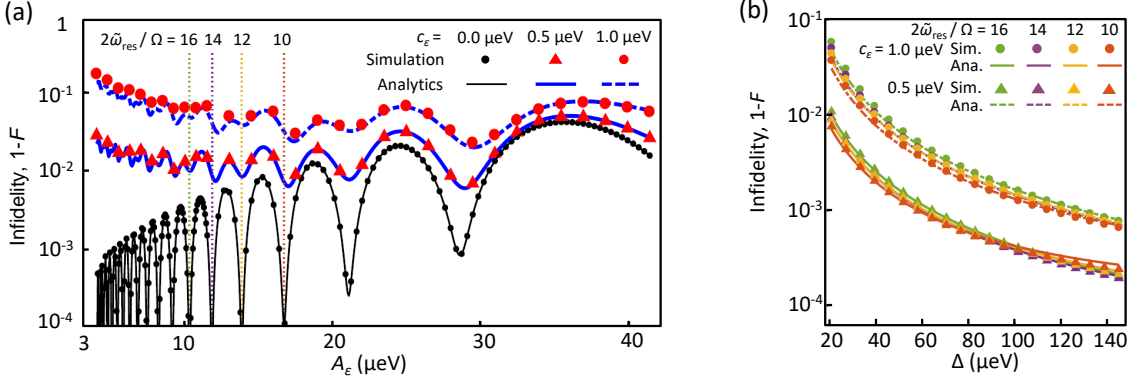 (a)
1
10⁻¹
10⁻²
10⁻³
10⁻⁴
Infidelity, 1-F
2ω̃res / Ω = 16 14 12 10
cε = 0.0 μeV 0.5 μeV 1.0 μeV
Simulation
Analytics
3 10 20 30 40
Aε (μeV)
(b)
10⁻¹
10⁻²
10⁻³
10⁻⁴
Infidelity, 1-F
2ω̃res / Ω = 16 14 12 10
cε = 1.0 μeV Sim.
Ana.
0.5 μeV Sim.
Ana.
20 40 60 80 100 120 140
Δ (μeV)